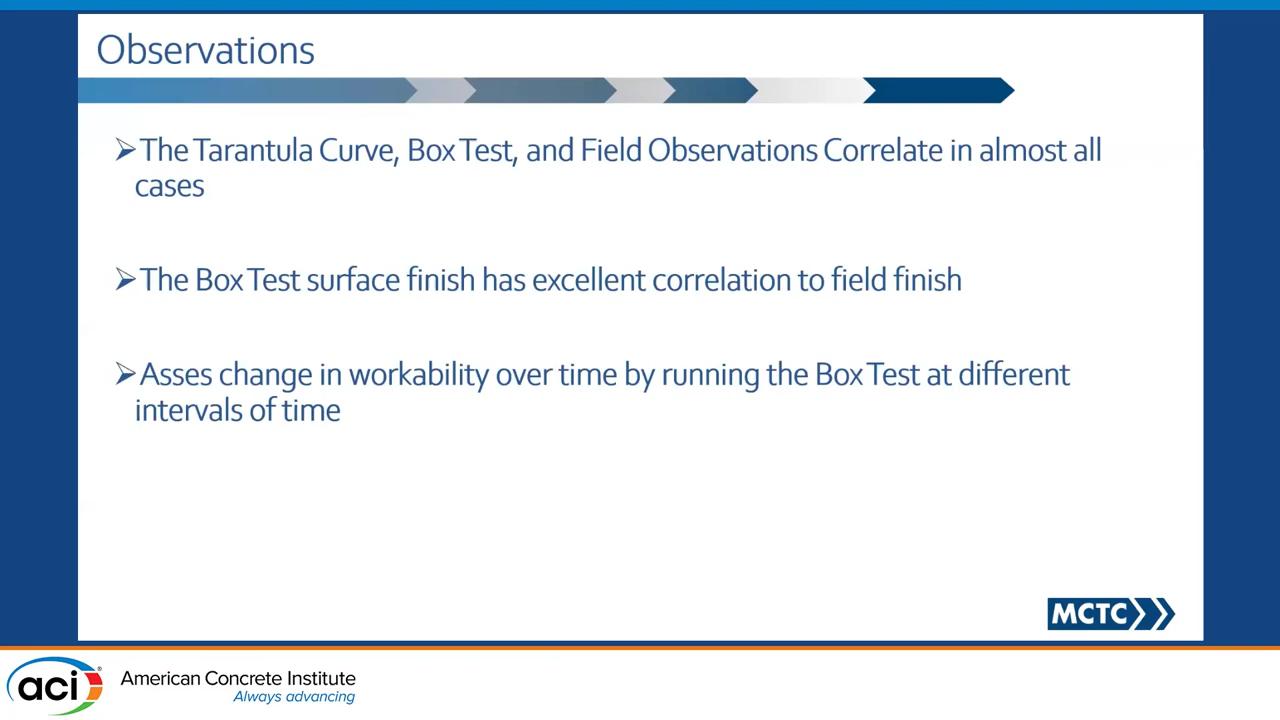 Observations
➢The Tarantula Curve, Box Test, and Field Observations Correlate in almost all
cases
➢The Box Test surface finish has excellent correlation to field finish
➢Asses change in workability over time by running the Box Test at different
intervals of time
MCTC
aci®
American Concrete Institute
Always advancing